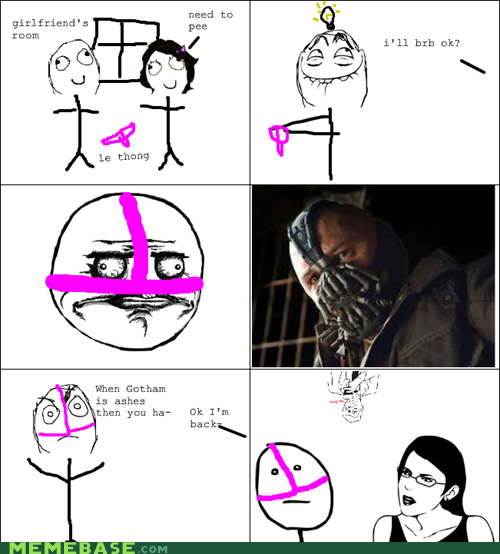 girlfriend's
room
need to
pee
le thong
i'll brb ok?
When Gotham
is ashes
then you ha-
Ok I'm
back-
MEMEBASE.COM